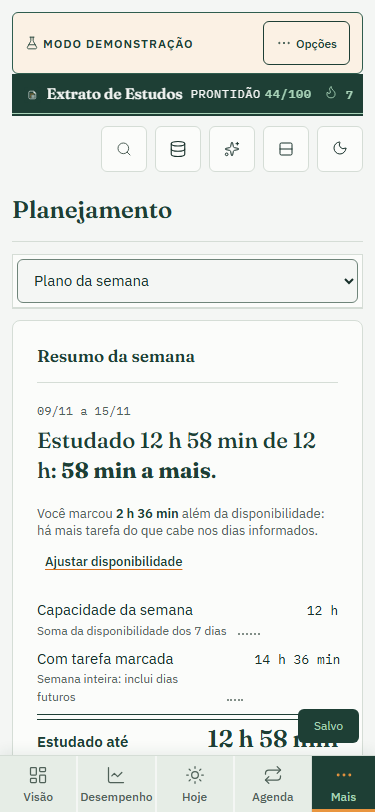 MODO DEMONSTRAÇÃO
Opções
Extrato de Estudos PRONTIDÃO 44/100 7
Planejamento
Plano da semana
Resumo da semana
09/11 a 15/11
Estudado 12 h 58 min de 12
h: 58 min a mais.
Você marcou 2 h 36 min além da disponibilidade:
há mais tarefa do que cabe nos dias informados.
Ajustar disponibilidade
Capacidade da semana 12 h
Soma da disponibilidade dos 7 dias
Com tarefa marcada 14 h 36 min
Semana inteira: inclui dias
futuros
Estudado até 12 h 58 min
Salvo
Visão Desempenho Hoje Agenda Mais